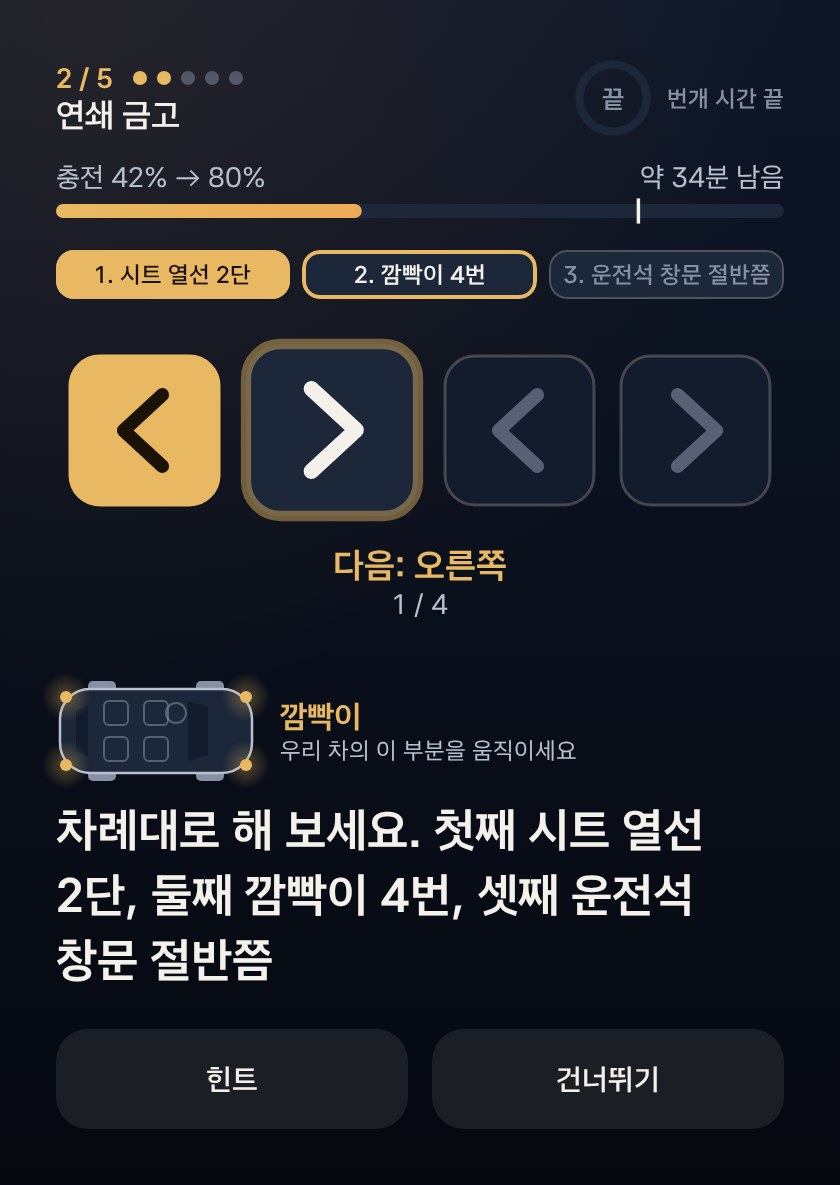 2 / 5
연쇄 금고
끝
번개 시간 끝
충전 42% → 80%
약 34분 남음
1. 시트 열선 2단
2. 깜빡이 4번
3. 운전석 창문 절반쯤
다음: 오른쪽
1 / 4
깜빡이
우리 차의 이 부분을 움직이세요
차례대로 해 보세요. 첫째 시트 열선
2단, 둘째 깜빡이 4번, 셋째 운전석
창문 절반쯤
힌트
건너뛰기